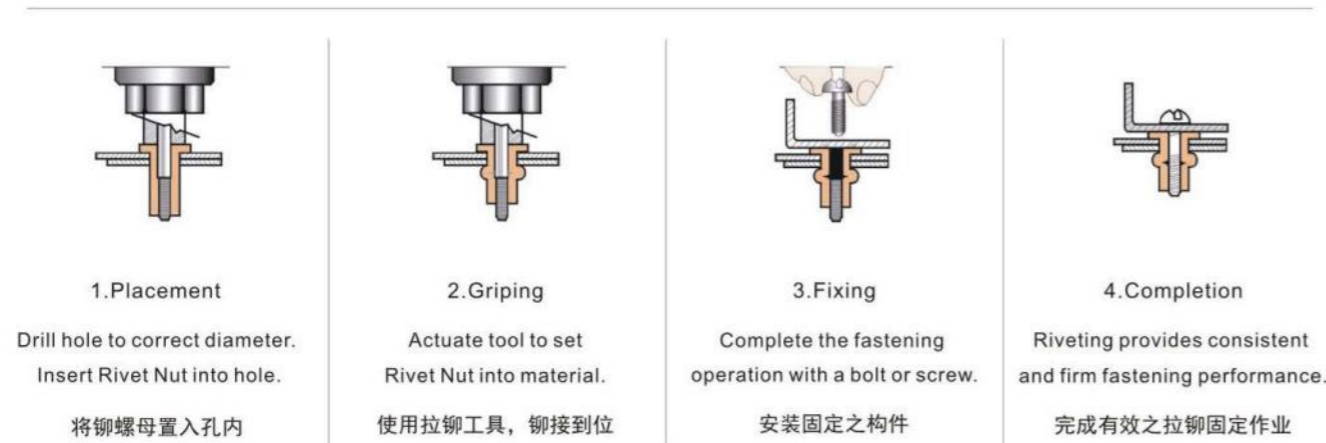 1.Placement
Drill hole to correct diameter.
Insert Rivet Nut into hole.
将铆螺母置入孔内
2.Griping
Actuate tool to set
Rivet Nut into material.
使用拉铆工具，铆接到位
3.Fixing
Complete the fastening
operation with a bolt or screw.
安装固定之构件
4.Completion
Riveting provides consistent
and firm fastening performance.
完成有效之拉铆固定作业